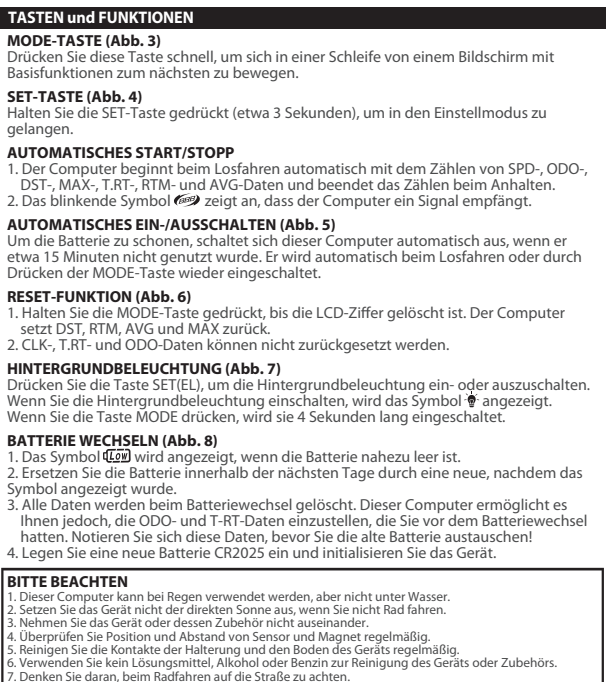 TASTEN und FUNKTIONEN
MODE-TASTE (Abb. 3)
Drücken Sie diese Taste schnell, um sich in einer Schleife von einem Bildschirm mit
Basisfunktionen zum nächsten zu bewegen.
SET-TASTE (Abb. 4)
Halten Sie die SET-Taste gedrückt (etwa 3 Sekunden), um in den Einstellmodus zu
gelangen.
AUTOMATISCHES START/STOPP
1. Der Computer beginnt beim Losfahren automatisch mit dem Zählen von SPD-, ODO-,
DST-, MAX-, T.RT-, RTM- und AVG-Daten und beendet das Zählen beim Anhalten.
2. Das blinkende Symbol BBB zeigt an, dass der Computer ein Signal empfängt.
AUTOMATISCHES EIN-/AUSSCHALTEN (Abb. 5)
Um die Batterie zu schonen, schaltet sich dieser Computer automatisch aus, wenn er
etwa 15 Minuten nicht genutzt wurde. Er wird automatisch beim Losfahren oder durch
Drücken der MODE-Taste wieder eingeschaltet.
RESET-FUNKTION (Abb. 6)
1. Halten Sie die MODE-Taste gedrückt, bis die LCD-Ziffer gelöscht ist. Der Computer
setzt DST, RTM, AVG und MAX zurück.
2. CLK-, T.RT- und ODO-Daten können nicht zurückgesetzt werden.
HINTERGRUNDBELEUCHTUNG (Abb. 7)
Drücken Sie die Taste SET(EL), um die Hintergrundbeleuchtung ein- oder auszuschalten.
Wenn Sie die Hintergrundbeleuchtung einschalten, wird das Symbol angezeigt.
Wenn Sie die Taste MODE drücken, wird sie 4 Sekunden lang eingeschaltet.
BATTERIE WECHSELN (Abb. 8)
1. Das Symbol LOW wird angezeigt, wenn die Batterie nahezu leer ist.
2. Ersetzen Sie die Batterie innerhalb der nächsten Tage durch eine neue, nachdem das
Symbol angezeigt wurde.
3. Alle Daten werden beim Batteriewechsel gelöscht. Dieser Computer ermöglicht es
Ihnen jedoch, die ODO- und T-RT-Daten einzustellen, die Sie vor dem Batteriewechsel
hatten. Notieren Sie sich diese Daten, bevor Sie die alte Batterie austauschen!
4. Legen Sie eine neue Batterie CR2025 ein und initialisieren Sie das Gerät.
BITTE BEACHTEN
1. Dieser Computer kann bei Regen verwendet werden, aber nicht unter Wasser.
2. Setzen Sie das Gerät nicht der direkten Sonne aus, wenn Sie nicht Rad fahren.
3. Nehmen Sie das Gerät oder dessen Zubehör nicht auseinander.
4. Überprüfen Sie Position und Abstand von Sensor und Magnet regelmäßig.
5. Reinigen Sie die Kontakte der Halterung und den Boden des Geräts regelmäßig.
6. Verwenden Sie kein Lösungsmittel, Alkohol oder Benzin zur Reinigung des Geräts oder Zubehörs.
7. Denken Sie daran, beim Radfahren auf die Straße zu achten.